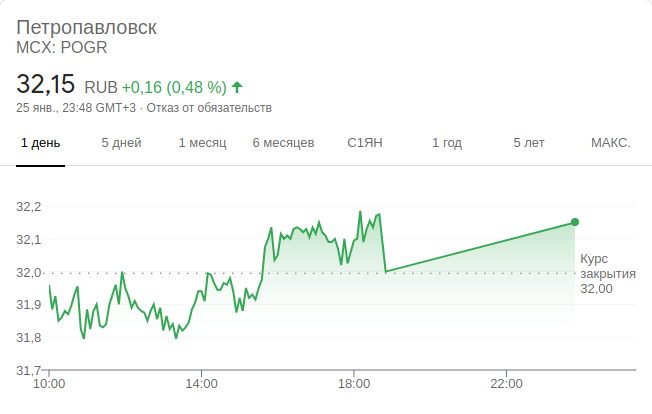 Петропавловск
MCX: POGR
32,15 RUB +0,16 (0,48 %)
25 янв., 23:48 GMT+3 · Отказ от обязательств
1 день 5 дней 1 месяц 6 месяцев С1ЯН 1 год 5 лет МАКС.
32,2
32,1
32,0
31,9
31,8
31,7
Курс
закрытия
32,00
10:00 14:00 18:00 22:00